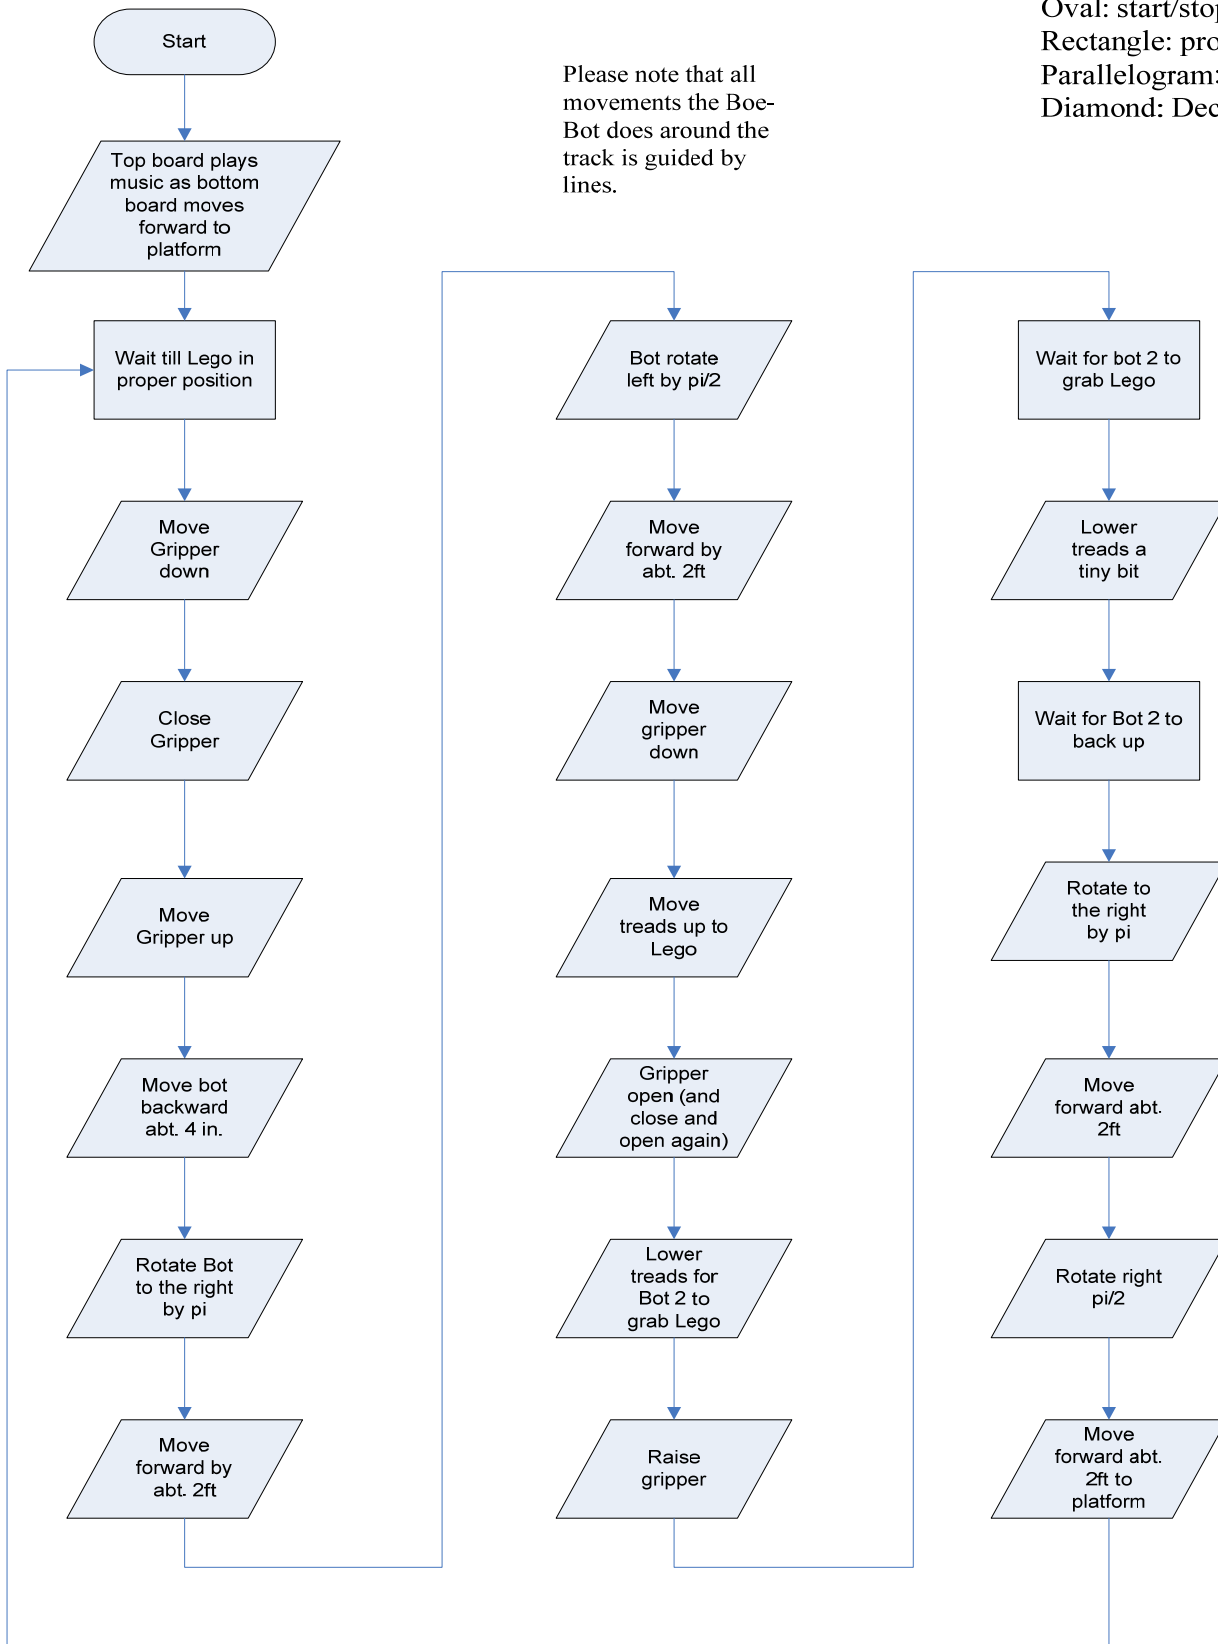 Start
Top board plays
music as bottom
board moves
forward to
platform
Wait till Lego in
proper position
Move
Gripper
down
Close
Gripper
Move
Gripper up
Move bot
backward
abt. 4 in.
Rotate Bot
to the right
by pi
Move
forward by
abt. 2ft
Please note that all
movements the Boe-
Bot does around the
track is guided by
lines.
Bot rotate
left by pi/2
Move
forward by
abt. 2ft
Move
gripper
down
Move
treads up to
Lego
Gripper
open (and
close and
open again)
Lower
treads for
Bot 2 to
grab Lego
Raise
gripper
Oval: start/stop
Rectangle:
Parallelogram:
Diamond:
Wait for bot 2 to
grab Lego
Lower
treads a
tiny bit
Wait for Bot 2 to
back up
Rotate to
the right
by pi
Move
forward abt.
2ft
Rotate right
pi/2
Move
forward abt.
2ft to
platform